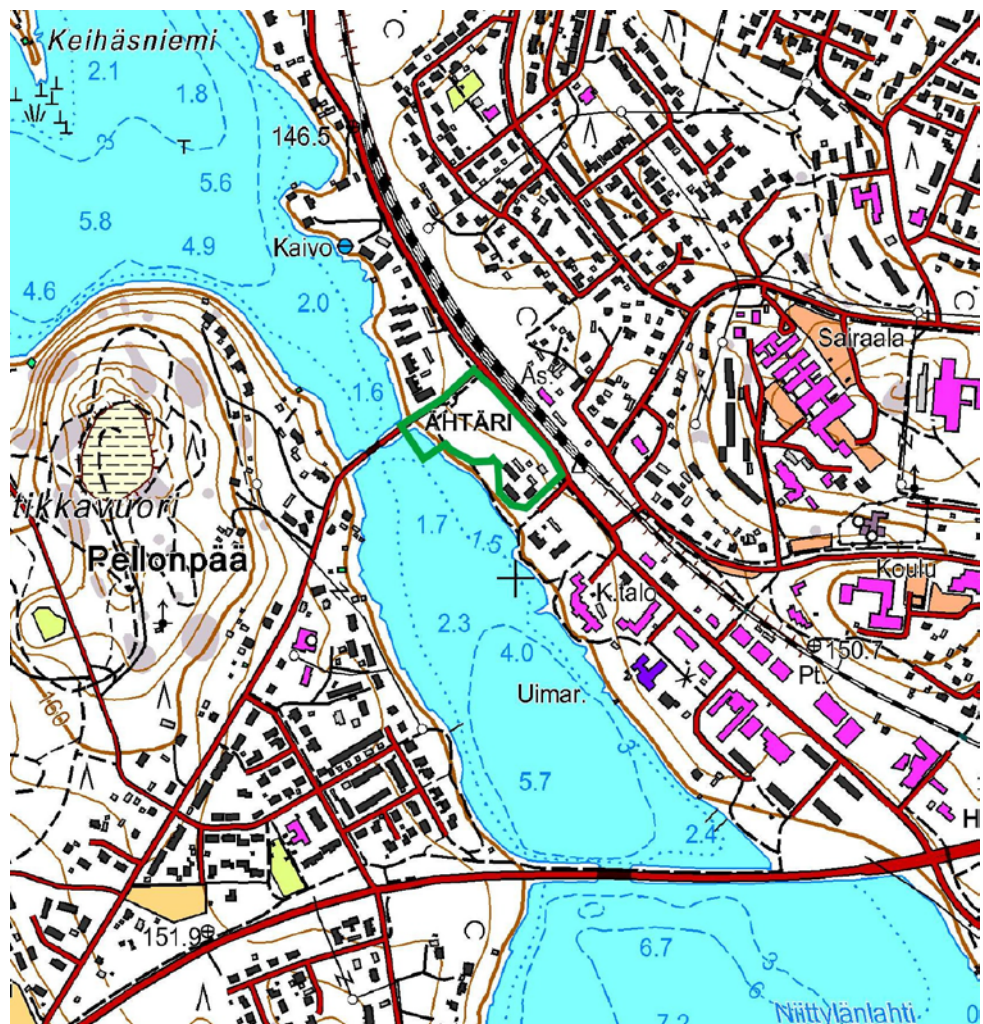 Keihäsniemi
2.1
1.8
3
146.5
5.6
5.8
4.9
Kaivo
4.6
2.0
Sairaala
1.6
As.
ÄHTÄRI
tikkavuori
1.7
1.5
Pellonpää
Koulu
K.talo
2.3
4.0
150.7
Pt.
160
Uimar.
3
5.7
2.4
H
151.9
6.7
3
6
7.2
Niittylänlahti
0